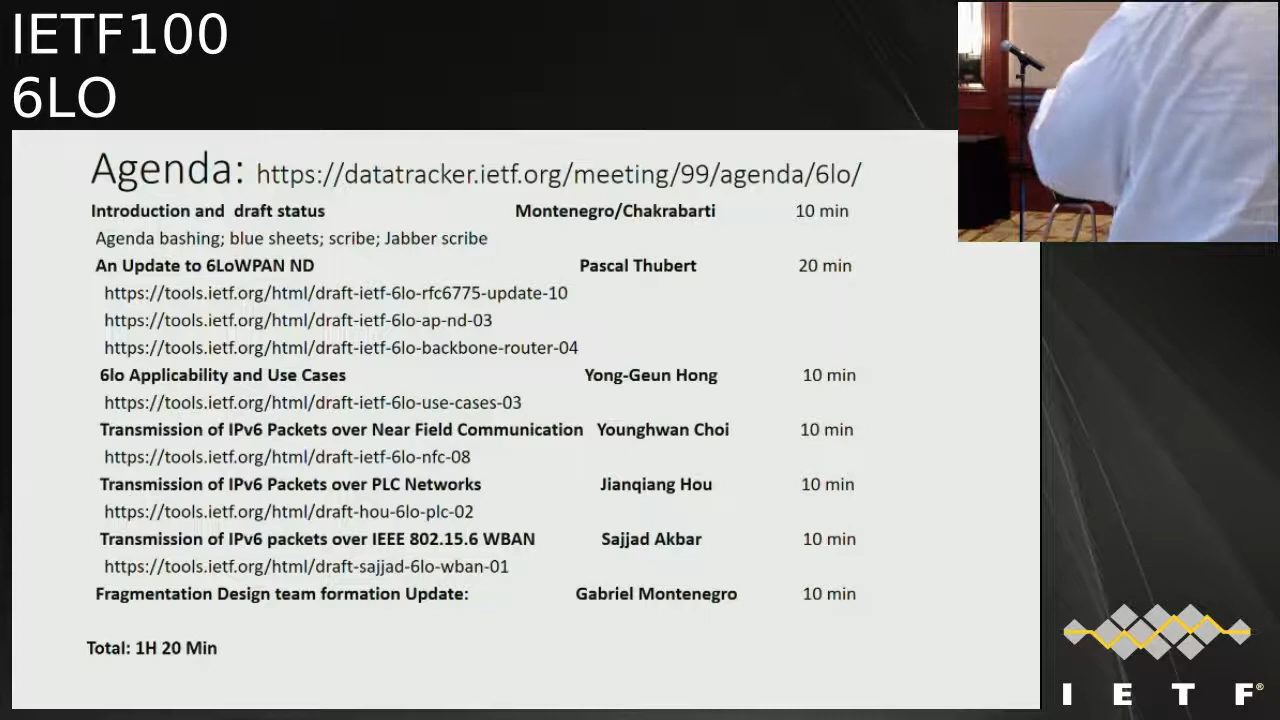 IETF100
6LO
Agenda: https://datatracker.ietf.org/meeting/99/agenda/6lo/
Introduction and draft status Montenegro/Chakrabarti 10 min
Agenda bashing; blue sheets; scribe; Jabber scribe
An Update to 6LoWPAN ND Pascal Thubert 20 min
https://tools.ietf.org/html/draft-ietf-6lo-rfc6775-update-10
https://tools.ietf.org/html/draft-ietf-6lo-ap-nd-03
https://tools.ietf.org/html/draft-ietf-6lo-backbone-router-04
6lo Applicability and Use Cases Yong-Geun Hong 10 min
https://tools.ietf.org/html/draft-ietf-6lo-use-cases-03
Transmission of IPv6 Packets over Near Field Communication Younghwan Choi 10 min
https://tools.ietf.org/html/draft-ietf-6lo-nfc-08
Transmission of IPv6 Packets over PLC Networks Jianqiang Hou 10 min
https://tools.ietf.org/html/draft-hou-6lo-plc-02
Transmission of IPv6 packets over IEEE 802.15.6 WBAN Sajjad Akbar 10 min
https://tools.ietf.org/html/draft-sajjad-6lo-wban-01
Fragmentation Design team formation Update: Gabriel Montenegro 10 min
Total: 1H 20 Min
IETF®